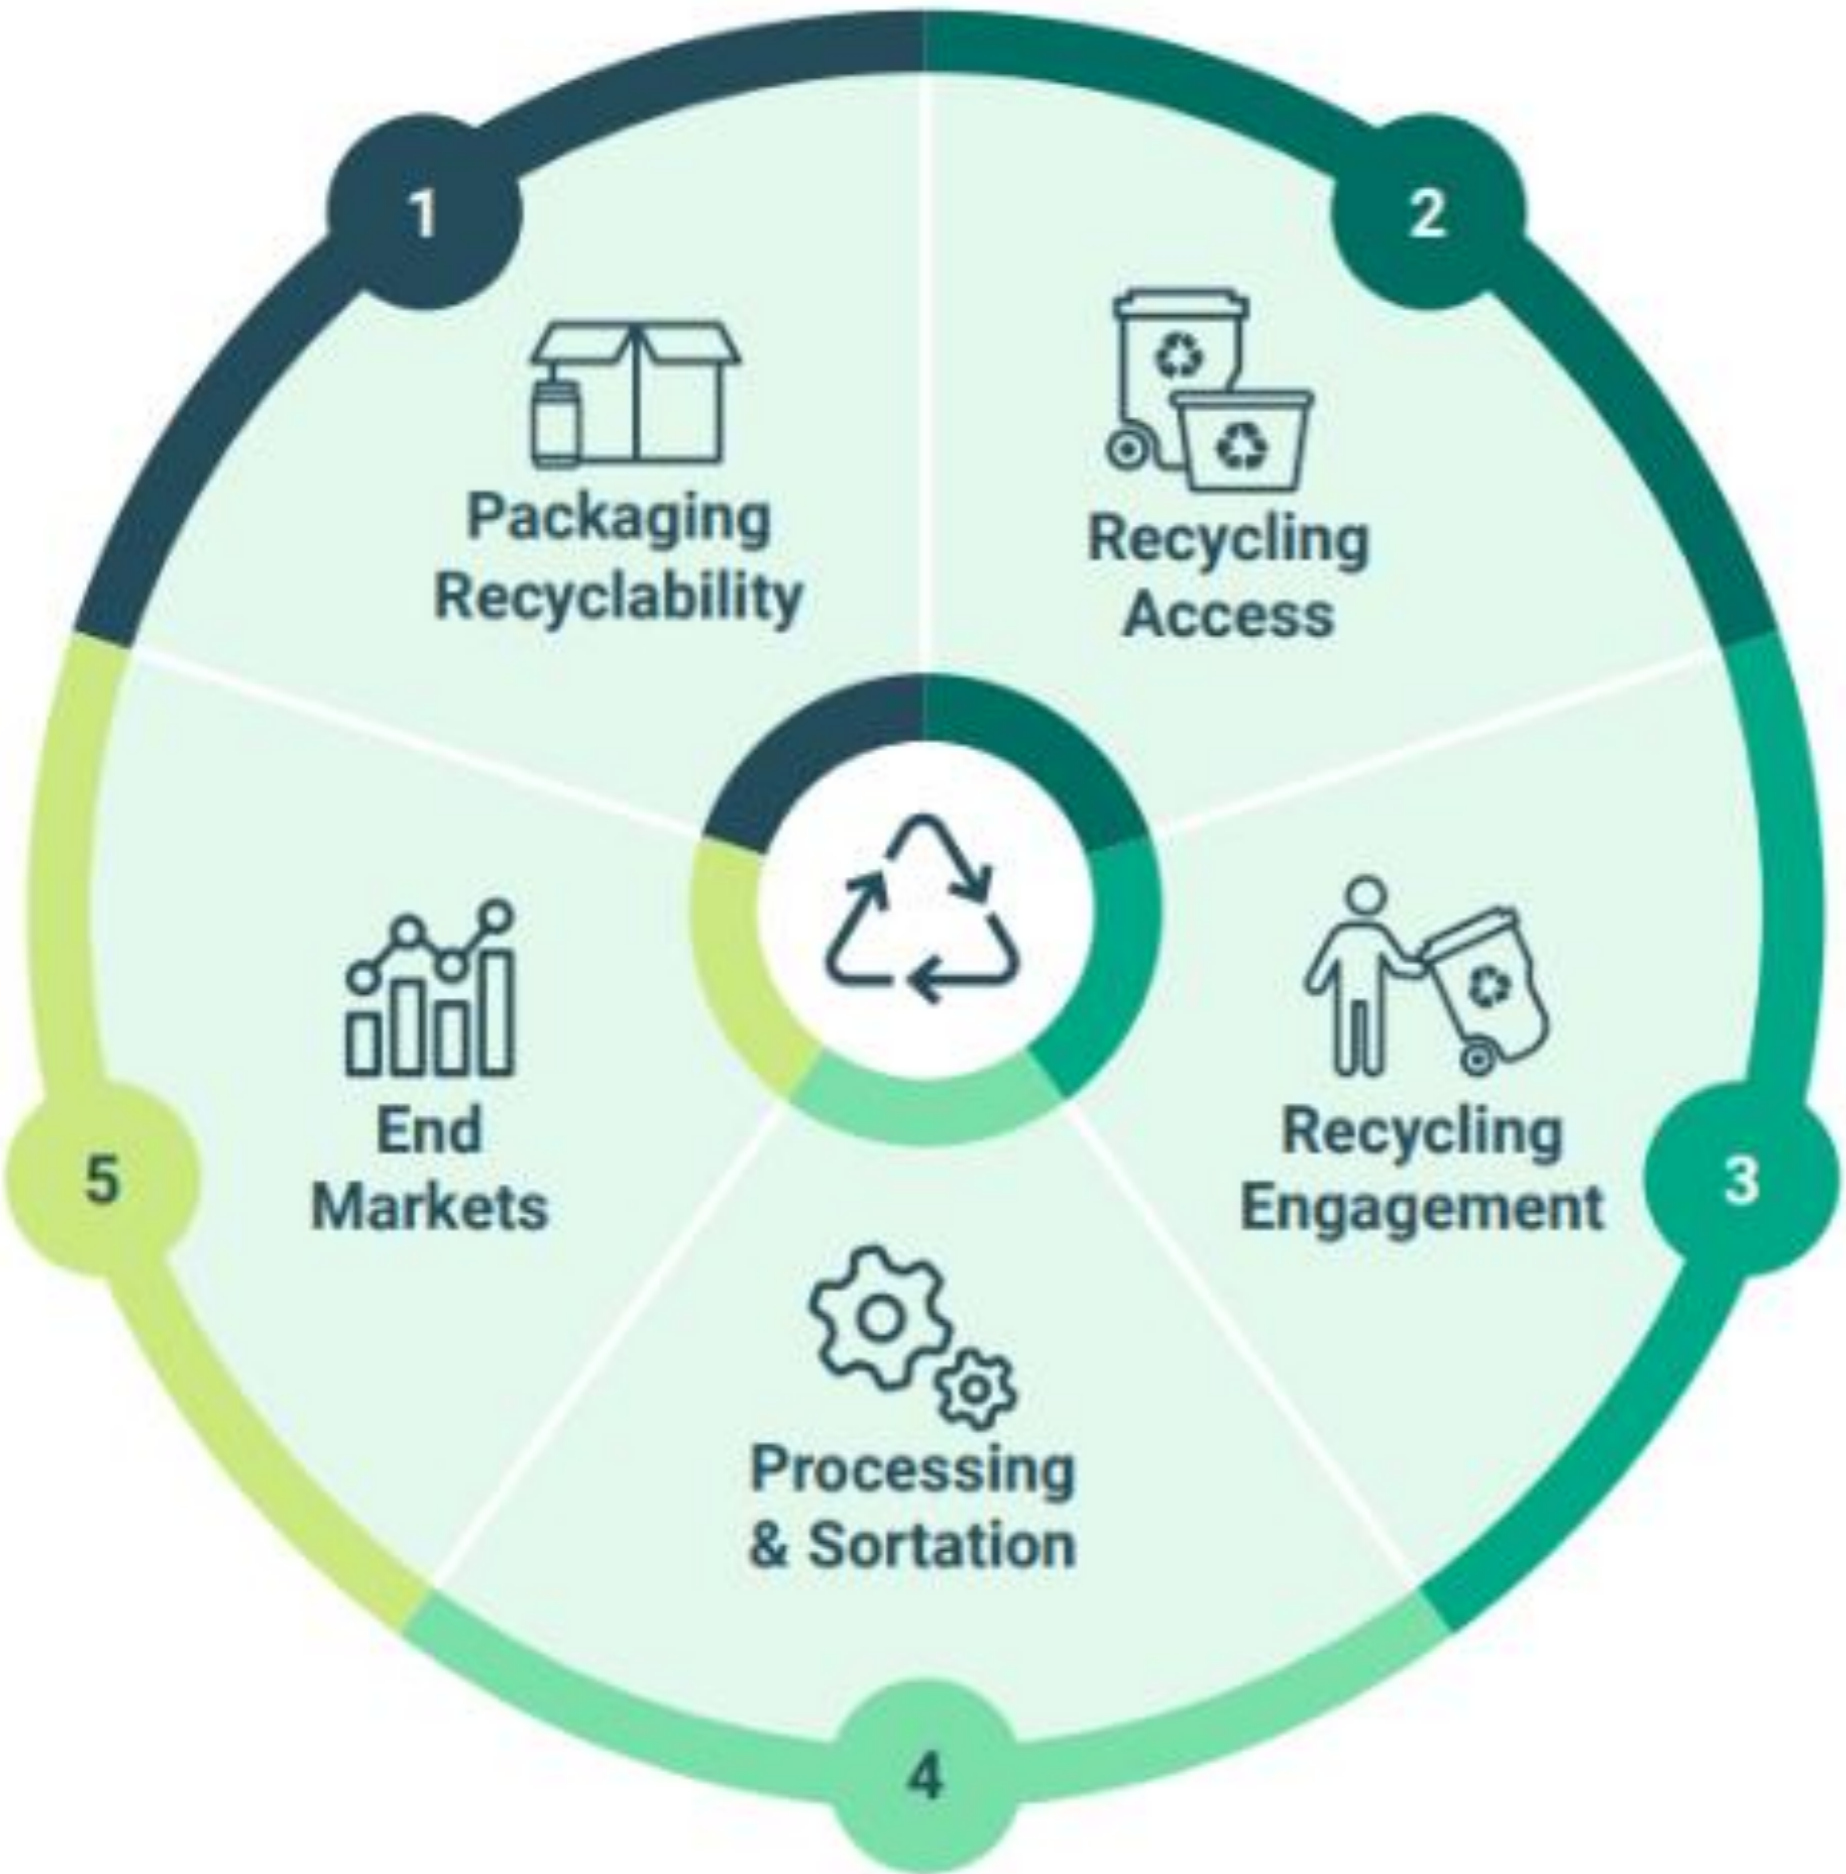 1
Packaging
Recyclability
2
Recycling
Access
3
Recycling
Engagement
4
Processing
& Sortation
5
End
Markets